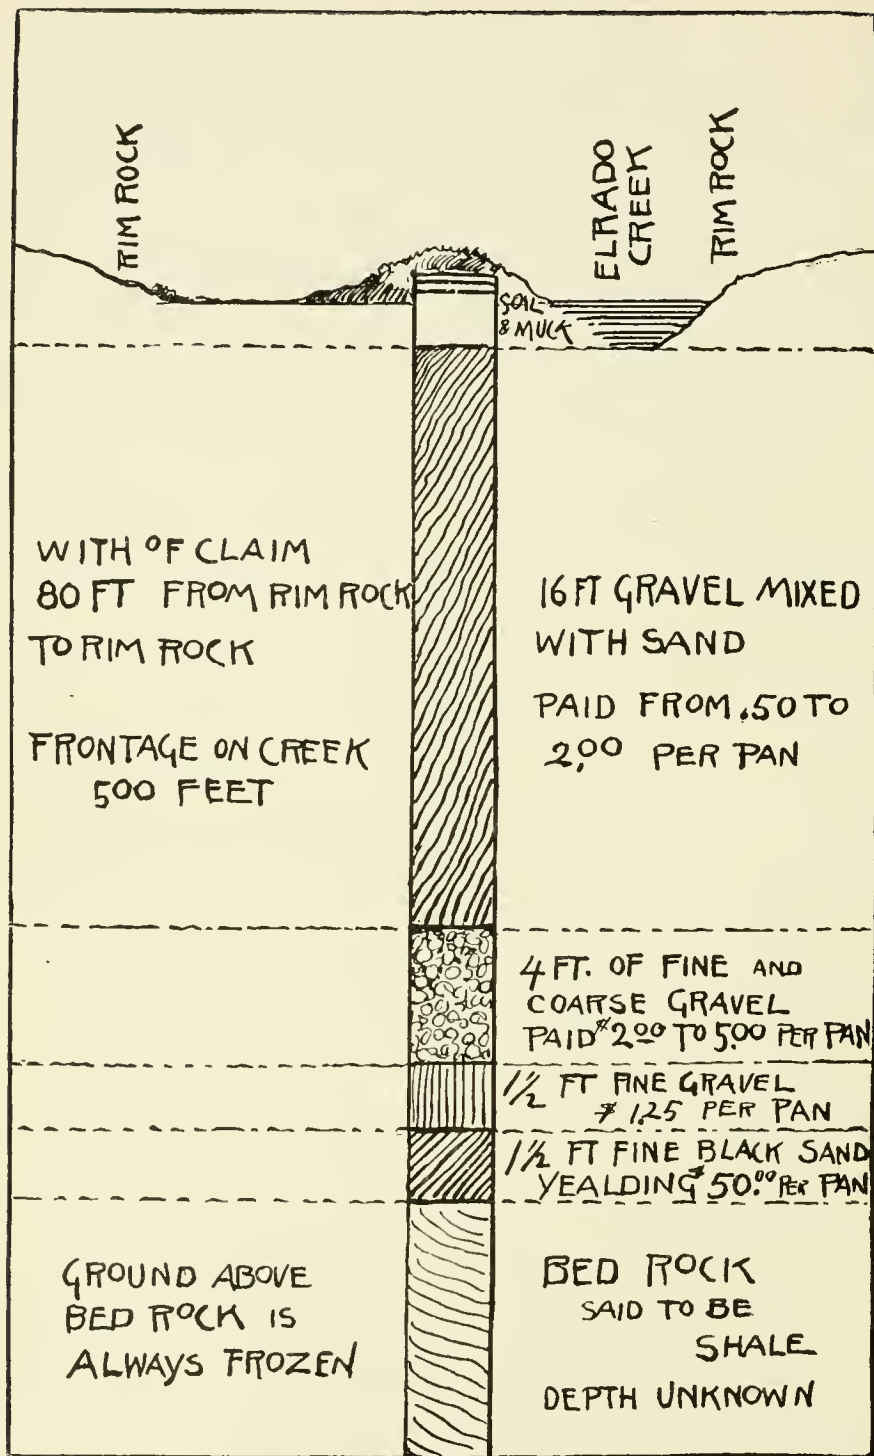 RIM ROCK
ELRADO
CREEK
RIM ROCK
SOIL
& MUCK
WITH OF CLAIM
80 FT FROM RIM ROCK
TO RIM ROCK
FRONTAGE ON CREEK
500 FEET
16 FT GRAVEL MIXED
WITH SAND
PAID FROM .50 TO
2.00 PER PAN
4 FT. OF FINE AND
COARSE GRAVEL
PAID $2.00 TO 5.00 PER PAN
1 1/2 FT FINE GRAVEL
$ 1.25 PER PAN
1 1/2 FT FINE BLACK SAND
YEALDING $50.00 PER PAN
GROUND ABOVE
BED ROCK IS
ALWAYS FROZEN
BED ROCK
SAID TO BE
SHALE
DEPTH UNKNOWN